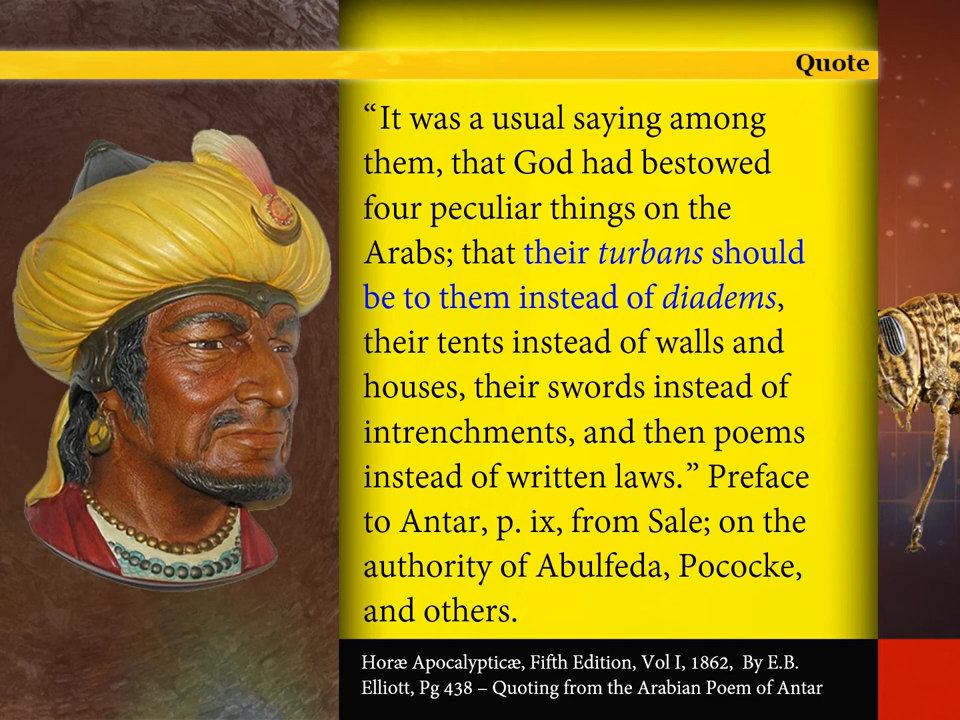 Quote
“It was a usual saying among
them, that God had bestowed
four peculiar things on the
Arabs; that their turbans should
be to them instead of diadems,
their tents instead of walls and
houses, their swords instead of
intrenchments, and then poems
instead of written laws.” Preface
to Antar, p. ix, from Sale; on the
authority of Abulfeda, Pococke,
and others.
Horæ Apocalypticæ, Fifth Edition, Vol I, 1862,  By E.B.
Elliott, Pg 438 – Quoting from the Arabian Poem of Antar